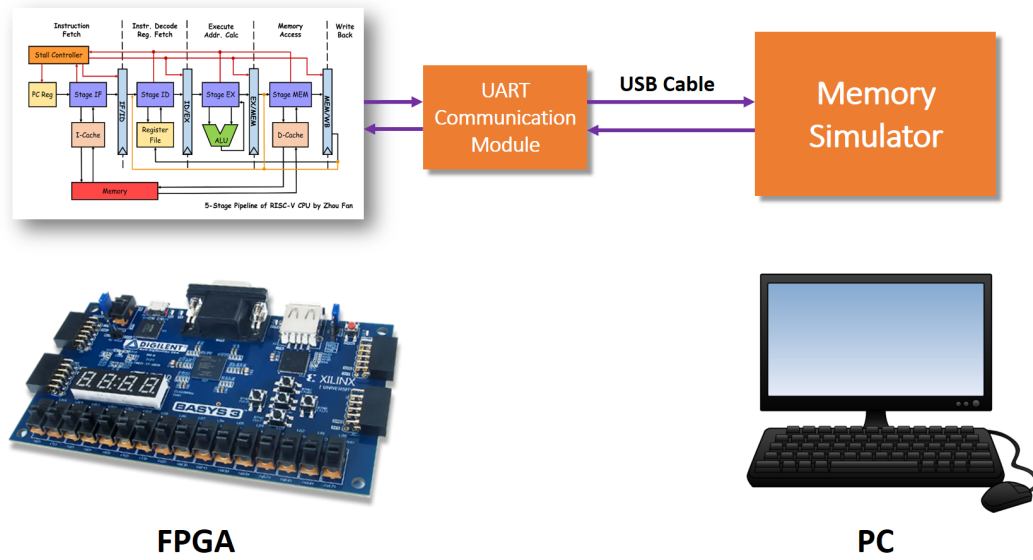 Instruction
Fetch
Instr. Decode
Reg. Fetch
Execute
Addr. Calc
Memory
Access
Write
Back
Stall Controller
PC Reg
Stage IF
IF/ID
Stage ID
ID/EX
Stage EX
EX/MEM
Stage MEM
MEM/WB
I-Cache
Register
File
ALU
D-Cache
Memory
5-Stage Pipeline of RISC-V CPU by Zhou Fan
UART
Communication
Module
USB Cable
Memory
Simulator
DIGILENT
XILINX
BASYS 3
FPGA
PC